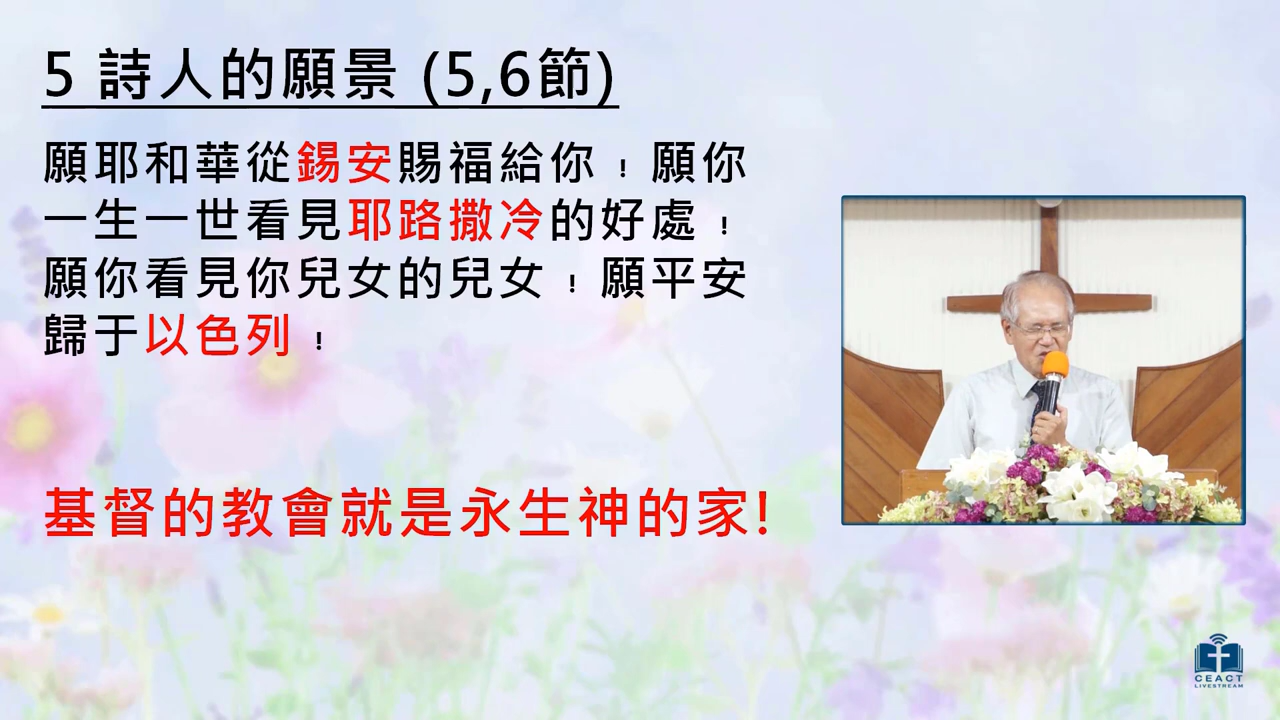 5 詩人的願景 (5,6節)
願耶和華從錫安賜福給你﹗願你
一生一世看見耶路撒冷的好處﹗
願你看見你兒女的兒女﹗願平安
歸于以色列﹗
基督的教會就是永生神的家!
CEACT
LIVESTREAM